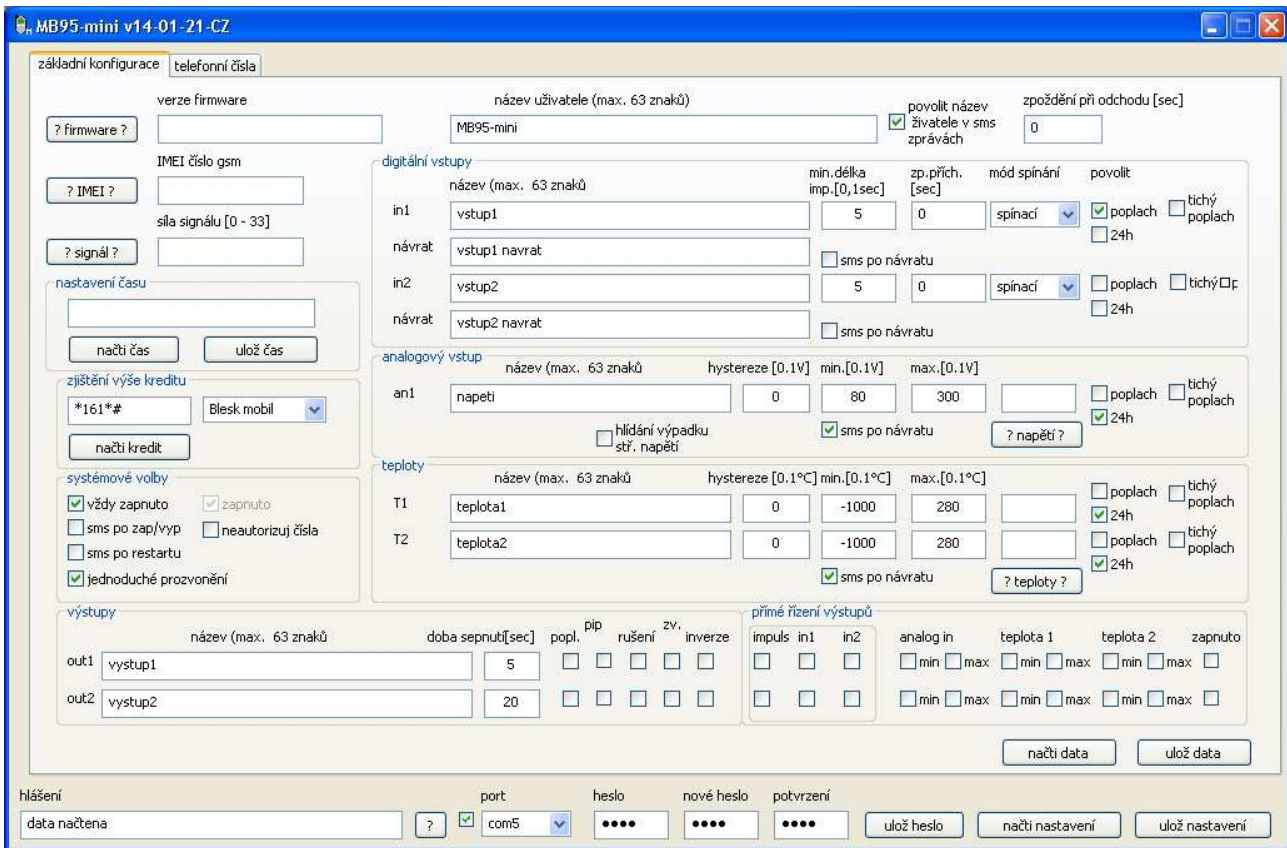 MB95-mini v14-01-21-CZ
základní konfigurace telefonní čísla
verze firmware název uživatele (max. 63 znaků) zpoždění při odchodu [sec]
? firmware ? MB95-mini povolit název živatele v sms zprávách 0
IMEI číslo gsm
? IMEI ?
síla signálu [0 - 33]
? signál ?
nastavení času
načti čas ulož čas
zjištění výše kreditu
*161*# Blesk mobil
načti kredit
systémové volby
vždy zapnuto zapnuto
sms po zap/vyp neautorizuj čísla
sms po restartu
jednoduché prozvonění
digitální vstupy
název (max. 63 znaků min.délka imp.[0,1sec] zp.přích. [sec] mód spínání povolit
in1 vstup1 5 0 spínací poplach tichý poplach
24h
návrat vstup1 navrat sms po návratu
in2 vstup2 5 0 spínací poplach tichý□p
24h
návrat vstup2 navrat sms po návratu
analogový vstup
název (max. 63 znaků hystereze [0.1V] min.[0.1V] max.[0.1V]
an1 napeti 0 80 300 poplach tichý poplach
24h
hlídání výpadku stř. napětí sms po návratu ? napětí ?
teploty
název (max. 63 znaků hystereze [0.1°C] min.[0.1°C] max.[0.1°C]
T1 teplota1 0 -1000 280 poplach tichý poplach
24h
T2 teplota2 0 -1000 280 poplach tichý poplach
24h
sms po návratu ? teploty ?
výstupy
název (max. 63 znaků doba sepnutí[sec] popl. pip rušení zv. inverze
out1 vystup1 5
out2 vystup2 20
přímé řízení výstupů
impuls in1 in2 analog in teplota 1 teplota 2 zapnuto
min max min max min max
min max min max min max
načti data ulož data
hlášení port heslo nové heslo potvrzení
data načtena ? com5 •••• •••• •••• ulož heslo načti nastavení ulož nastavení